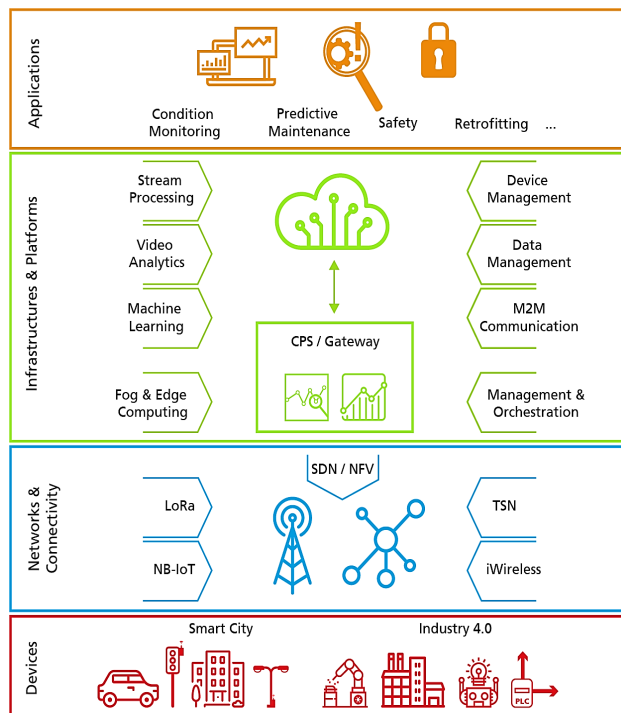 Applications
Condition
Monitoring
Predictive
Maintenance
Safety
Retrofitting
...
Infrastructures & Platforms
Stream
Processing
Video
Analytics
Machine
Learning
Fog & Edge
Computing
CPS / Gateway
Device
Management
Data
Management
M2M
Communication
Management &
Orchestration
Networks &
Connectivity
SDN / NFV
LoRa
NB-IoT
TSN
iWireless
Devices
Smart City
Industry 4.0
PLC